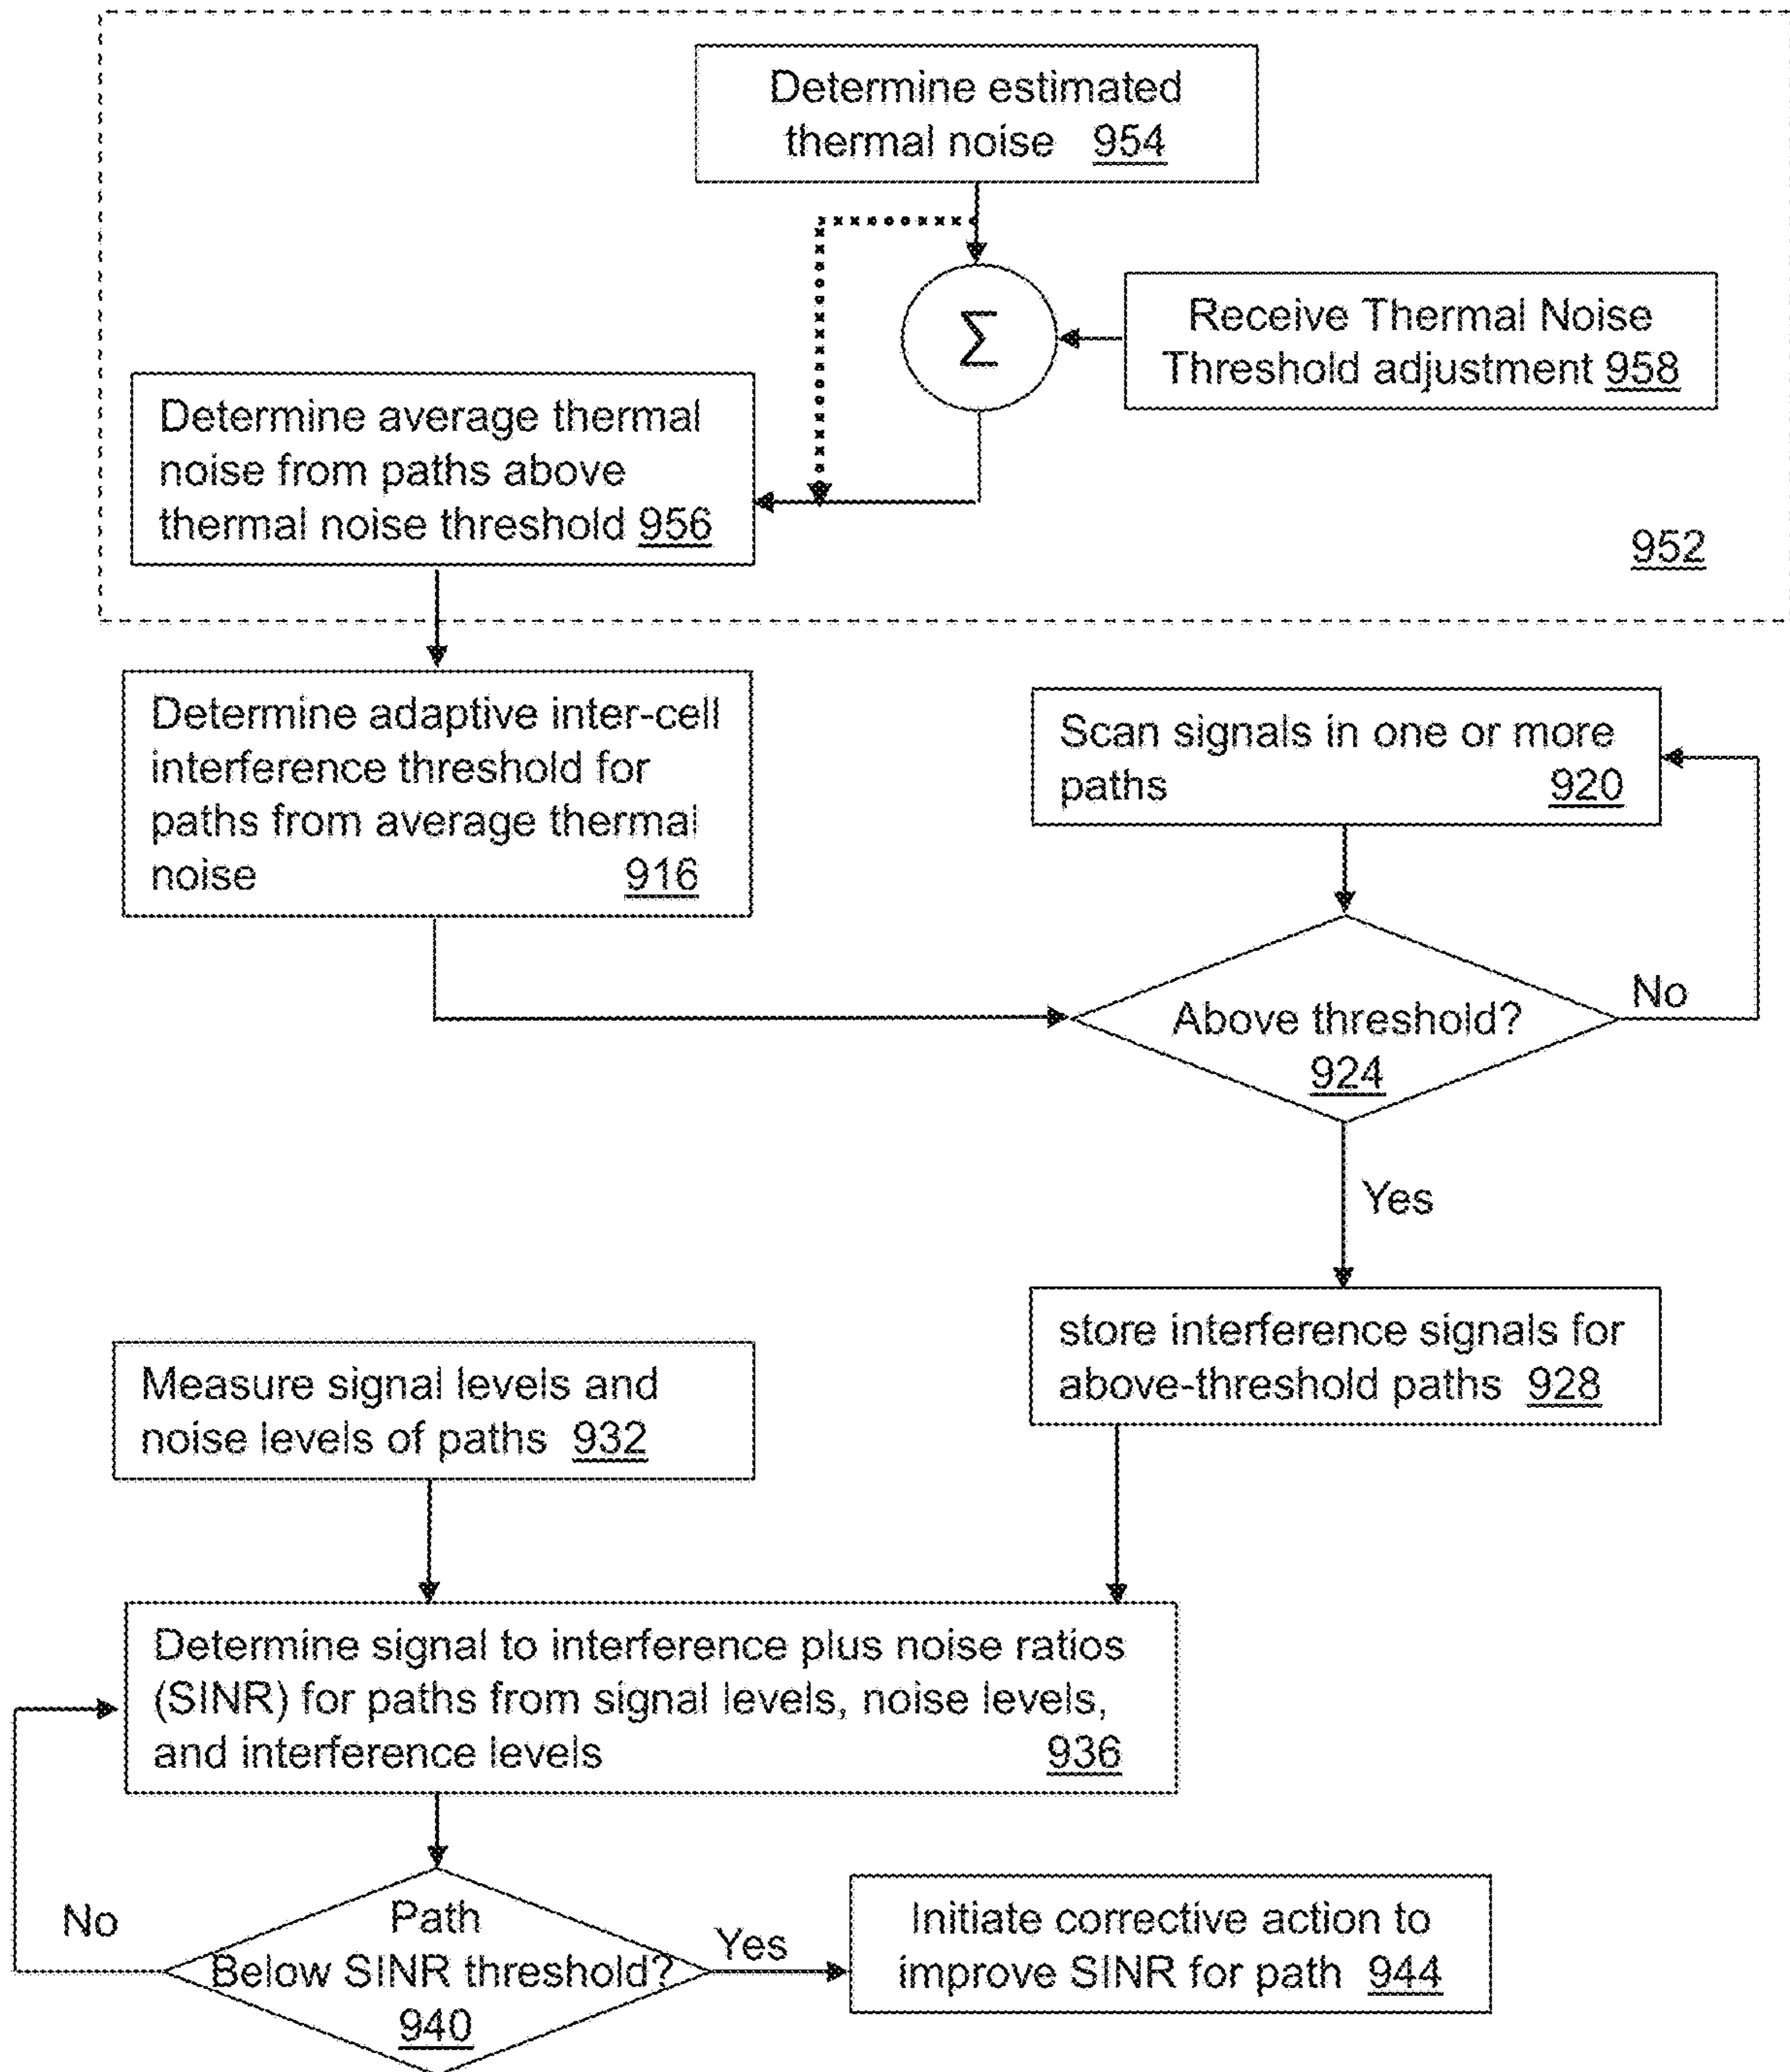 Determine estimated
thermal noise 954
Σ
Receive Thermal Noise
Threshold adjustment 958
Determine average thermal
noise from paths above
thermal noise threshold 956
952
Determine adaptive inter-cell
interference threshold for
paths from average thermal
noise 916
Scan signals in one or more
paths 920
Above threshold?
924
No
Yes
store interference signals for
above-threshold paths 928
Measure signal levels and
noise levels of paths 932
Determine signal to interference plus noise ratios
(SINR) for paths from signal levels, noise levels,
and interference levels 936
No
Path
Below SINR threshold?
940
Yes
Initiate corrective action to
improve SINR for path 944